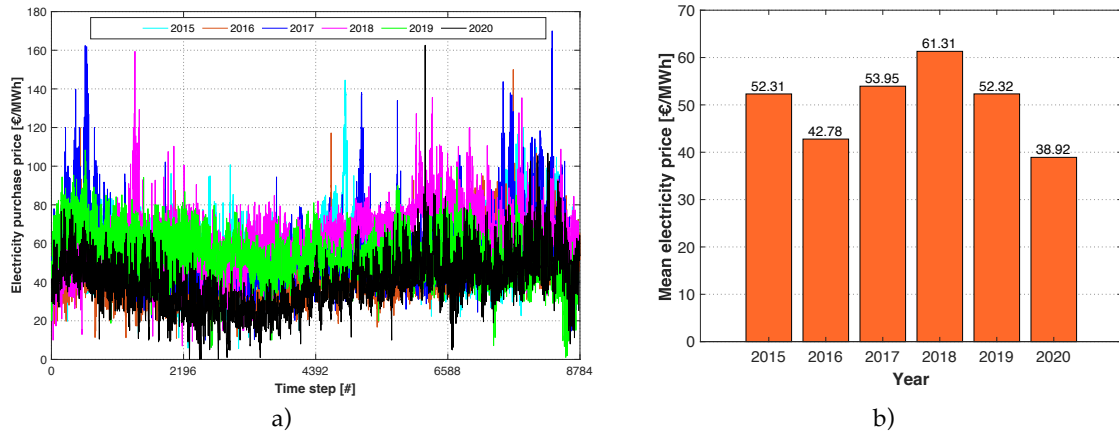 2015 2016 2017 2018 2019 2020
Electricity purchase price [€/MWh]
180
160
140
120
100
80
60
40
20
0
0 2196 4392 6588 8784
Time step [#]
a)
Mean electricity price [€/MWh]
70
60
50
40
30
20
10
0
52.31 42.78 53.95 61.31 52.32 38.92
2015 2016 2017 2018 2019 2020
Year
b)